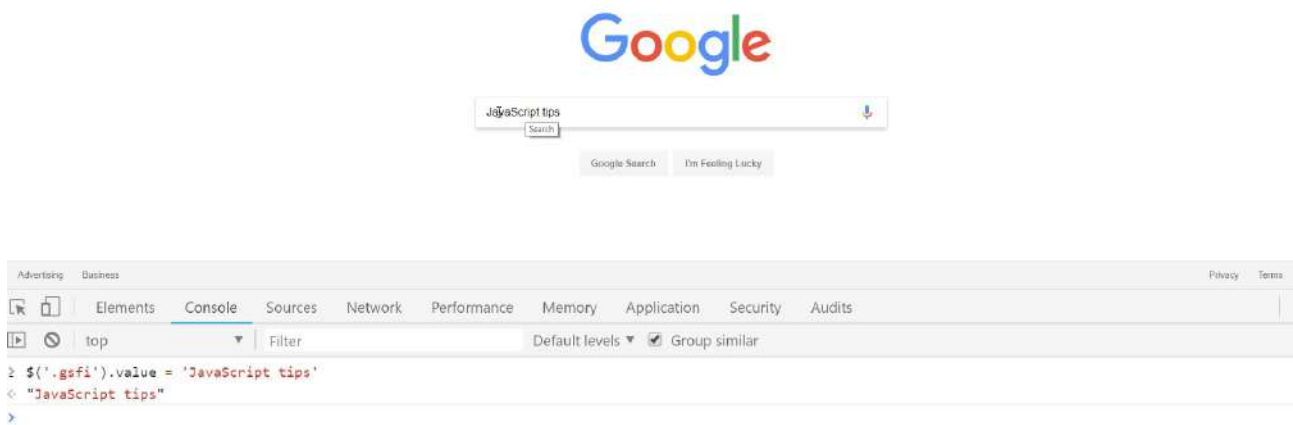 Google
JavaScript tips
Search
Google Search I'm Feeling Lucky
Advertising Business Privacy Terms
Elements Console Sources Network Performance Memory Application Security Audits
top Filter Default levels Group similar
$('.gsfi').value = 'JavaScript tips'
"JavaScript tips"